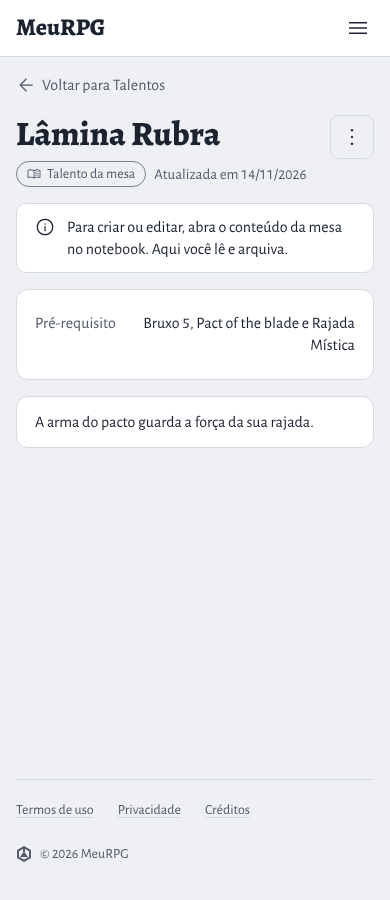 MeuRPG
Voltar para Talentos
Lâmina Rubra
Talento da mesa
Atualizada em 14/11/2026
Para criar ou editar, abra o conteúdo da mesa
no notebook. Aqui você lê e arquiva.
Pré-requisito
Bruxo 5, Pact of the blade e Rajada
Mística
A arma do pacto guarda a força da sua rajada.
Termos de uso
Privacidade
Créditos
© 2026 MeuRPG